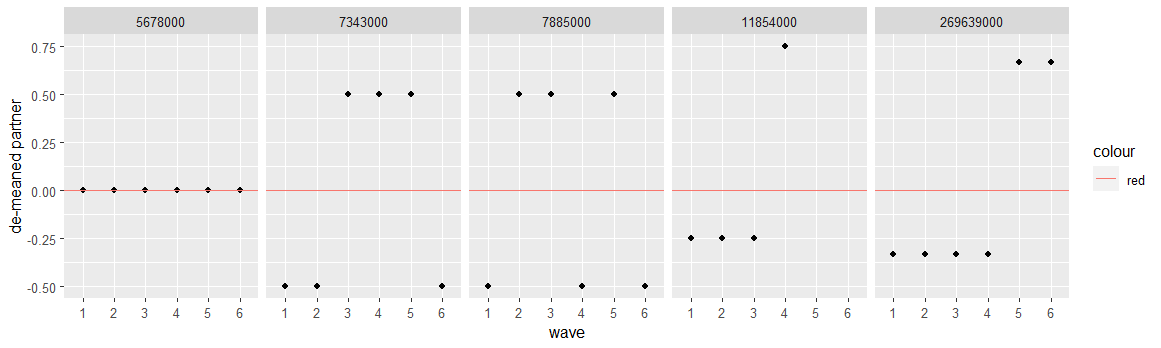 5678000 7343000 7885000 11854000 269639000
0.75
0.50
0.25
0.00
-0.25
-0.50
de-meaned partner
1 2 3 4 5 6 1 2 3 4 5 6 1 2 3 4 5 6 1 2 3 4 5 6 1 2 3 4 5 6
wave
colour
red